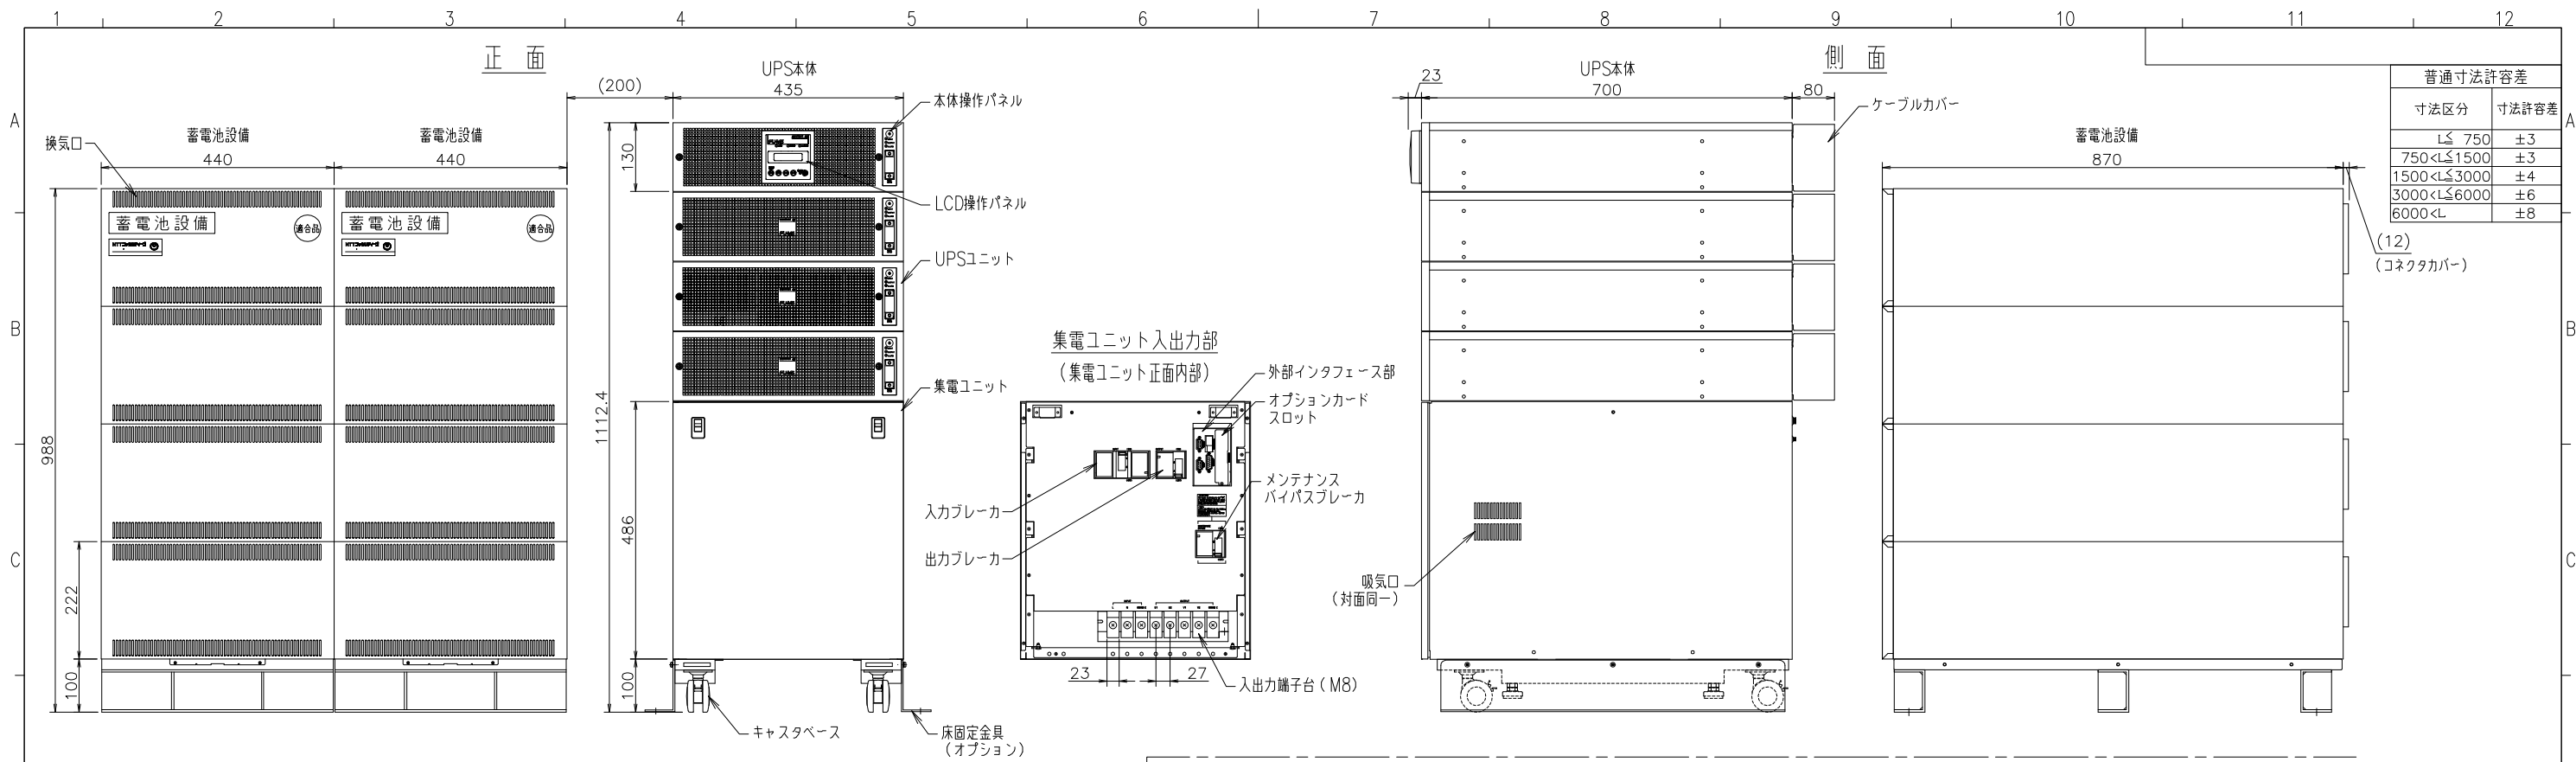 1 2 3 4 5 6 7 8 9 10 11 12
正 面
側 面
A
B
C
A
B
C
普通寸法許容差
寸法区分 寸法許容差
L≦ 750 ±3
750<L≦1500 ±3
1500<L≦3000 ±4
3000<L≦6000 ±6
6000<L ±8
換気口
蓄電池設備
440
蓄電池設備
440
(200)
UPS本体
435
蓄電池設備
適合品
蓄電池設備
適合品
988
222
100
1112.4
130
486
100
本体操作パネル
LCD操作パネル
UPSユニット
集電ユニット
キャスタベース
床固定金具
(オプション)
集電ユニット入出力部
(集電ユニット正面内部)
外部インタフェース部
オプションカード
スロット
メンテナンス
バイパスブレーカ
入力ブレーカ
出力ブレーカ
23
27
入出力端子台(M8)
UPS本体
23
700
80
ケーブルカバー
吸気口
(対面同一)
蓄電池設備
870
(12)
(コネクタカバー)